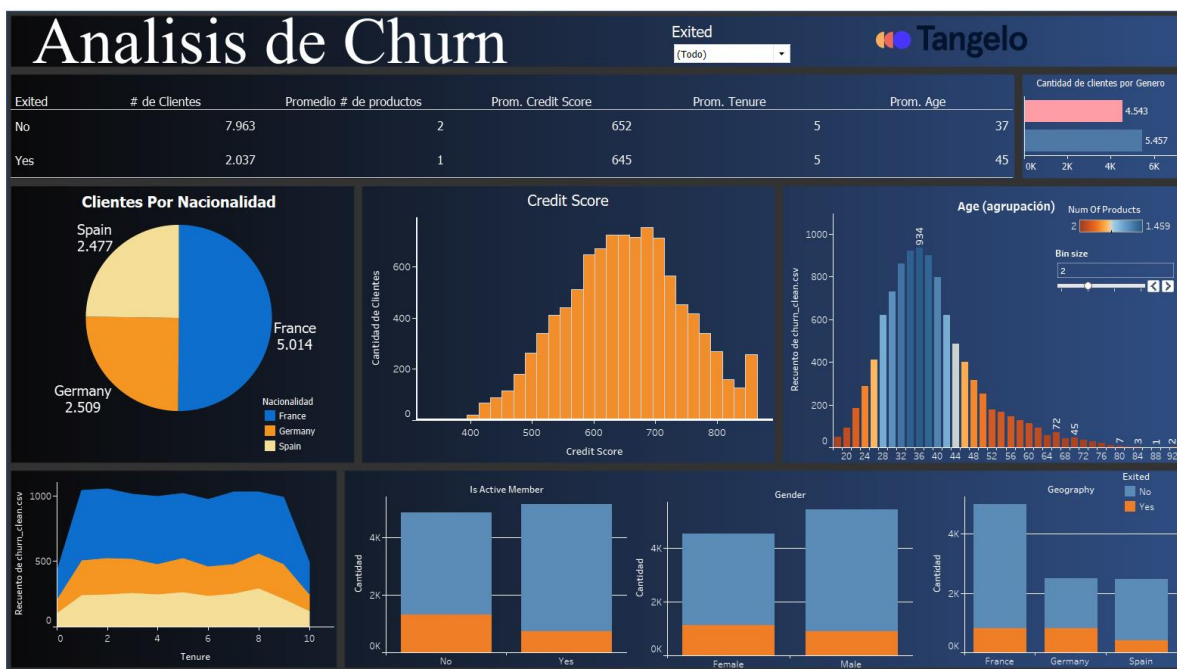 Analisis de Churn
Exited
(Todo)
Tangelo
Exited # de Clientes Promedio # de productos Prom. Credit Score Prom. Tenure Prom. Age
No 7.963 2 652 5 37
Yes 2.037 1 645 5 45
Cantidad de clientes por Genero
4.543
5.457
0K 2K 4K 6K
Clientes Por Nacionalidad
Spain
2.477
France
5.014
Germany
2.509
Nacionalidad
France
Germany
Spain
Credit Score
Cantidad de Clientes
600
400
200
0
400 500 600 700 800
Credit Score
Age (agrupación)
Num Of Products
2 1.459
Bin size
2
Recuento de churn_clean.csv
1000
800
600
400
200
0
934
72
45
7
3
1
2
20 24 28 32 36 40 44 48 52 56 60 64 68 72 76 80 84 88 92
Recuento de churn_clean.csv
1000
500
0
0 2 4 6 8 10
Tenure
Is Active Member
Cantidad
4K
2K
0K
No Yes
Gender
Cantidad
4K
2K
0K
Female Male
Geography
Cantidad
4K
2K
0K
France Germany Spain
Exited
No
Yes